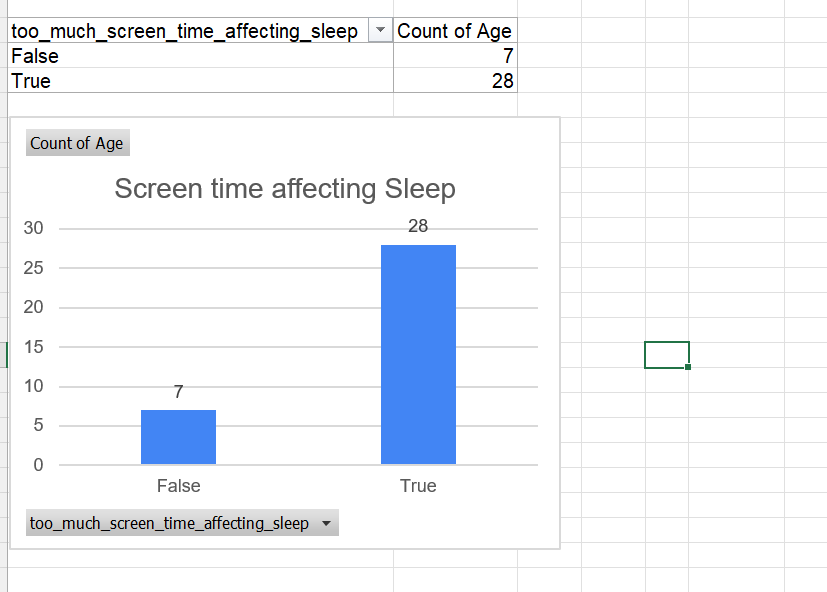 too_much_screen_time_affecting_sleep Count of Age
False 7
True 28
Count of Age
Screen time affecting Sleep
30
25
20
15
10
5
0
28
7
False True
too_much_screen_time_affecting_sleep